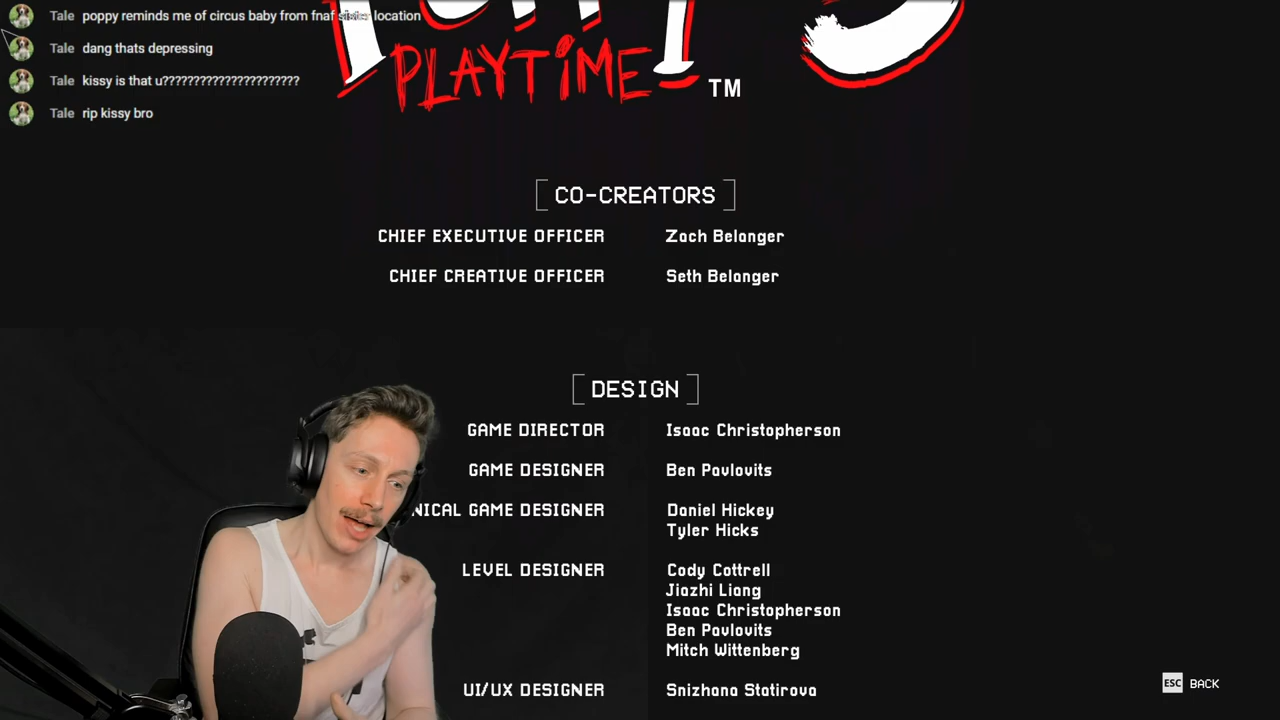 Tale poppy reminds me of circus baby from fnaf sister location
Tale dang thats depressing
Tale kissy is that u??????????????????????
Tale rip kissy bro
PLAYTIME TM
CO-CREATORS
CHIEF EXECUTIVE OFFICER Zach Belanger
CHIEF CREATIVE OFFICER Seth Belanger
DESIGN
GAME DIRECTOR Isaac Christopherson
GAME DESIGNER Ben Pavlovits
NICAL GAME DESIGNER Daniel Hickey
Tyler Hicks
LEVEL DESIGNER Cody Cottrell
Jiazhi Liang
Isaac Christopherson
Ben Pavlovits
Mitch Wittenberg
UI/UX DESIGNER Snizhana Statirova
ESC BACK